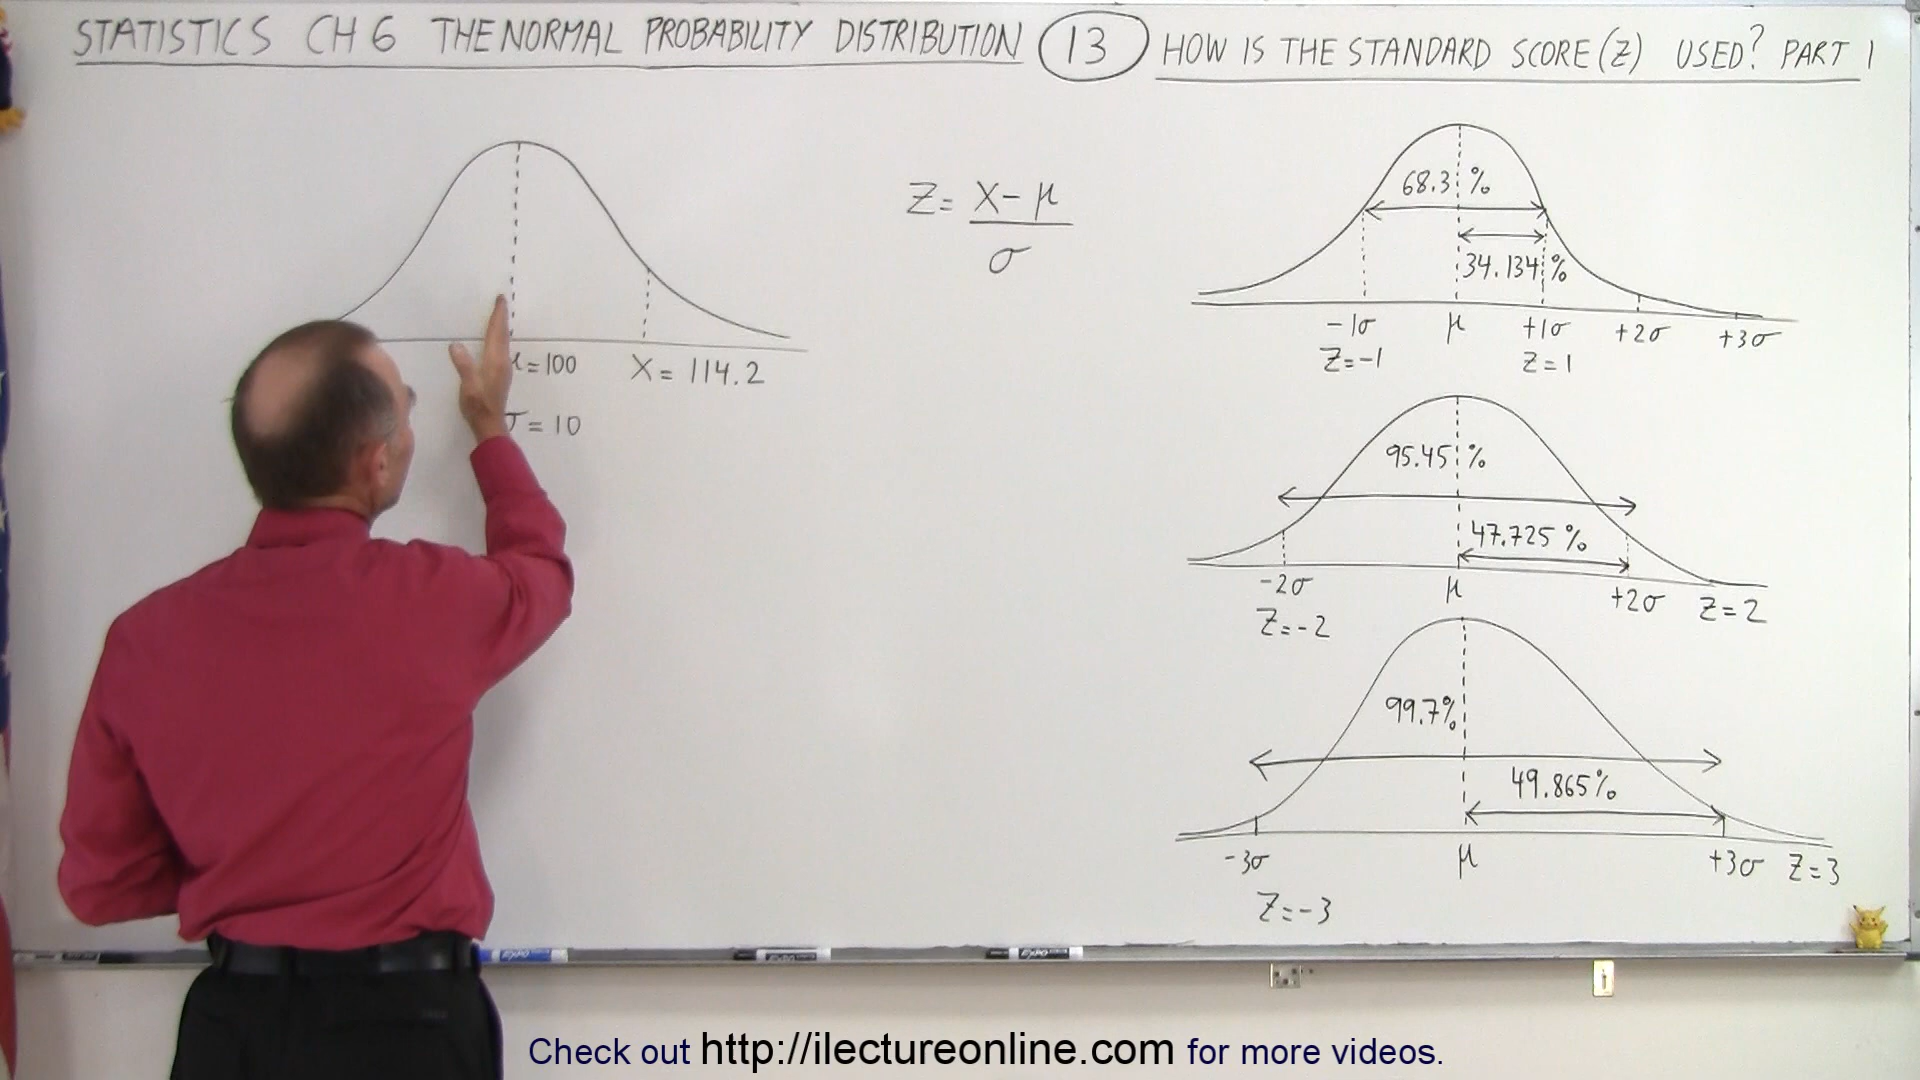 STATISTICS CH 6 THE NORMAL PROBABILITY DISTRIBUTION 13 HOW IS THE STANDARD SCORE (Z) USED? PART 1
= 100 X = 114.2
= 10
Z = X - μ
σ
68.3 %
34.134 %
-1σ μ +1σ +2σ +3σ
Z = -1 Z = 1
95.45 %
47.725 %
-2σ μ +2σ Z = 2
Z = -2
99.7%
49.865%
-3σ μ +3σ Z = 3
Z = -3
Check out http://ilectureonline.com for more videos.